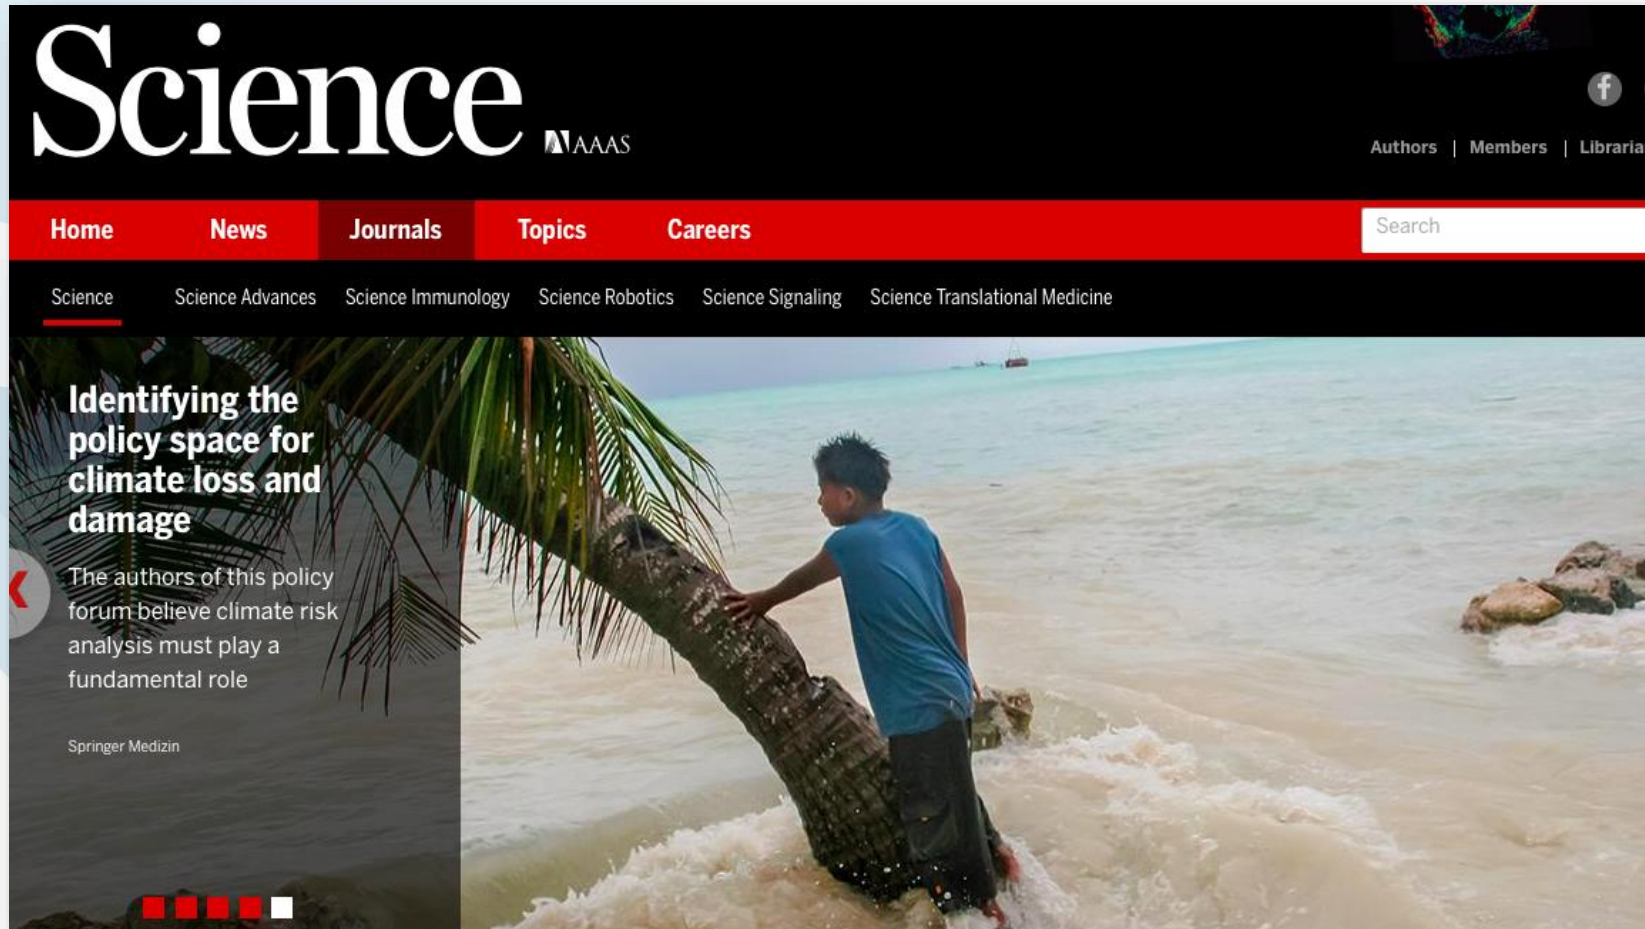 Science
AAAS
Authors | Members |
Home News Journals Topics Careers
Search
Science Science Advances Science Immunology Science Robotics Science Signaling Science Translational Medicine
Identifying the
policy space for
climate loss and
damage
The authors of this policy
forum believe climate risk
analysis must play a
fundamental role
Springer Medizin